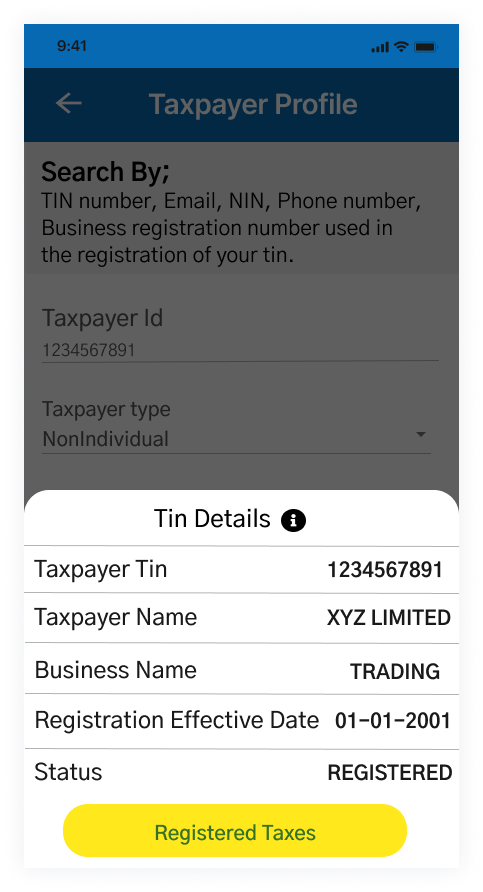 9:41
Taxpayer Profile
Search By;
TIN number, Email, NIN, Phone number,
Business registration number used in
the registration of your tin.
Taxpayer Id
1234567891
Taxpayer type
NonIndividual
Tin Details
Taxpayer Tin 1234567891
Taxpayer Name XYZ LIMITED
Business Name TRADING
Registration Effective Date 01-01-2001
Status REGISTERED
Registered Taxes